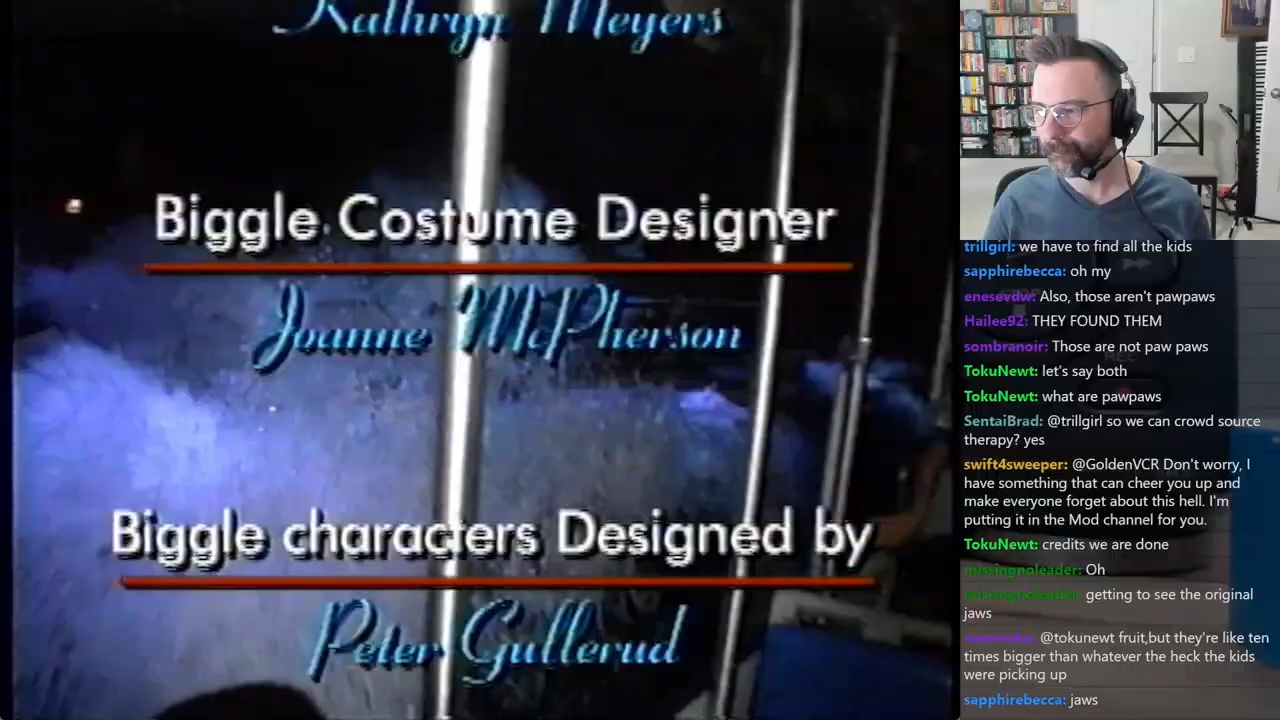 Kathryn Meyers
Biggle Costume Designer
Joanne McPherson
Biggle characters Designed by
Peter Gullerud
trillgirl: we have to find all the kids
sapphirebecca: oh my
enesevdw: Also, those aren't pawpaws
Hailee92: THEY FOUND THEM
sombranoir: Those are not paw paws
TokuNewt: let's say both
TokuNewt: what are pawpaws
SentaiBrad: @trillgirl so we can crowd source
therapy? yes
swift4sweeper: @GoldenVCR Don't worry, I
have something that can cheer you up and
make everyone forget about this hell. I'm
putting it in the Mod channel for you.
TokuNewt: credits we are done
missingnoleader: Oh
missingnoleader: getting to see the original
jaws
enesevdw: @tokunewt fruit,but they're like ten
times bigger than whatever the heck the kids
were picking up
sapphirebecca: jaws